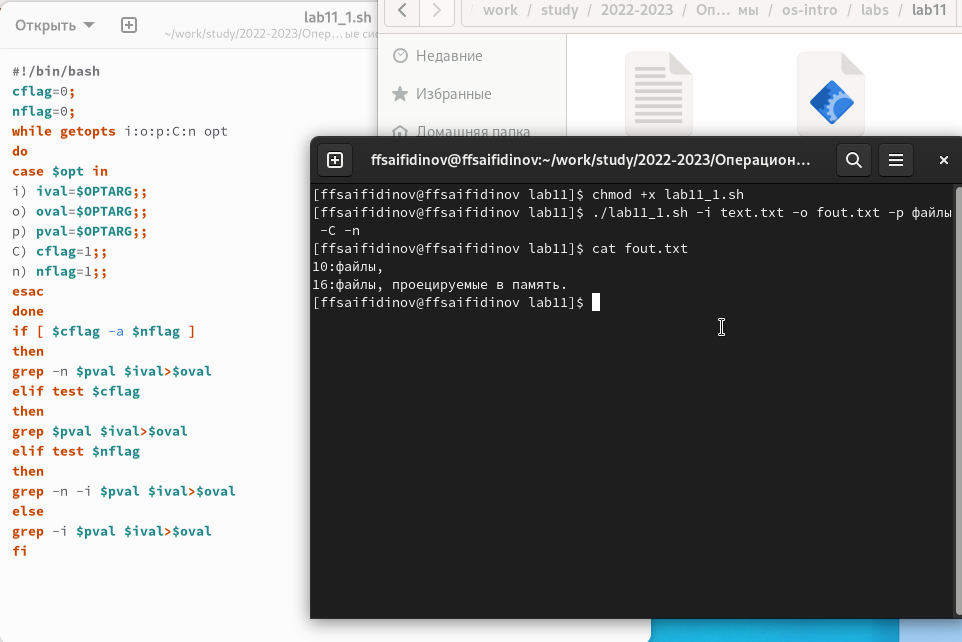 Открыть
lab11_1.sh
~/work/study/2022-2023/Опер…ые сис
#!/bin/bash
cflag=0;
nflag=0;
while getopts i:o:p:C:n opt
do
case $opt in
i) ival=$OPTARG;;
o) oval=$OPTARG;;
p) pval=$OPTARG;;
C) cflag=1;;
n) nflag=1;;
esac
done
if [ $cflag -a $nflag ]
then
grep -n $pval $ival>$oval
elif test $cflag
then
grep $pval $ival>$oval
elif test $nflag
then
grep -n -i $pval $ival>$oval
else
grep -i $pval $ival>$oval
fi
work / study / 2022-2023 / Оп… мы / os-intro / labs / lab11
Недавние
Избранные
Домашняя папка
ffsaifidinov@ffsaifidinov:~/work/study/2022-2023/Операцион...
[ffsaifidinov@ffsaifidinov lab11]$ chmod +x lab11_1.sh
[ffsaifidinov@ffsaifidinov lab11]$ ./lab11_1.sh -i text.txt -o fout.txt -p файлы
-C -n
[ffsaifidinov@ffsaifidinov lab11]$ cat fout.txt
10:файлы,
16:файлы, проецируемые в память.
[ffsaifidinov@ffsaifidinov lab11]$